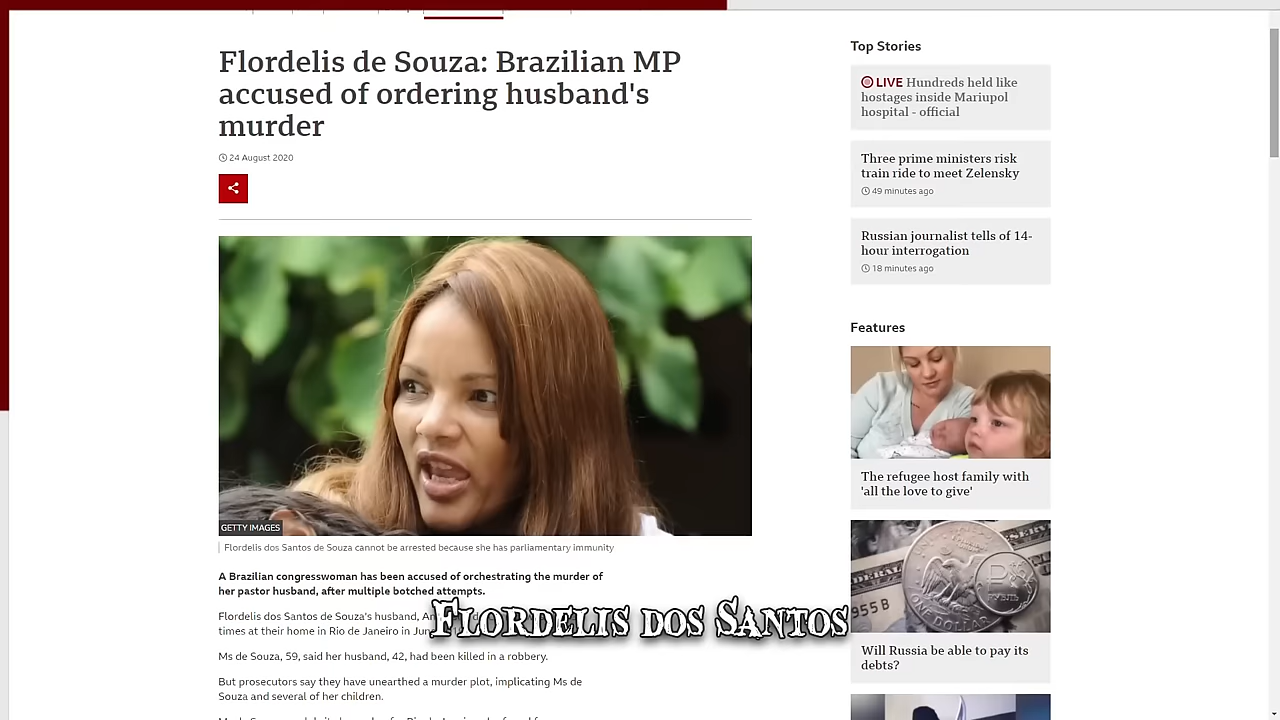 Flordelis de Souza: Brazilian MP
accused of ordering husband's
murder
24 August 2020
GETTY IMAGES
Flordelis dos Santos de Souza cannot be arrested because she has parliamentary immunity
A Brazilian congresswoman has been accused of orchestrating the murder of
her pastor husband, after multiple botched attempts.
Flordelis dos Santos de Souza's husband,
times at their home in Rio de Janeiro in
Ms de Souza, 59, said her husband, 42, had been killed in a robbery.
But prosecutors say they have unearthed a murder plot, implicating Ms de
Souza and several of her children.
Flordelis dos Santos
Top Stories
LIVE Hundreds held like
hostages inside Mariupol
hospital - official
Three prime ministers risk
train ride to meet Zelensky
49 minutes ago
Russian journalist tells of 14-
hour interrogation
18 minutes ago
Features
The refugee host family with
'all the love to give'
955 B
ONE DOLLAR
РУБЛЬ
Will Russia be able to pay its
debts?